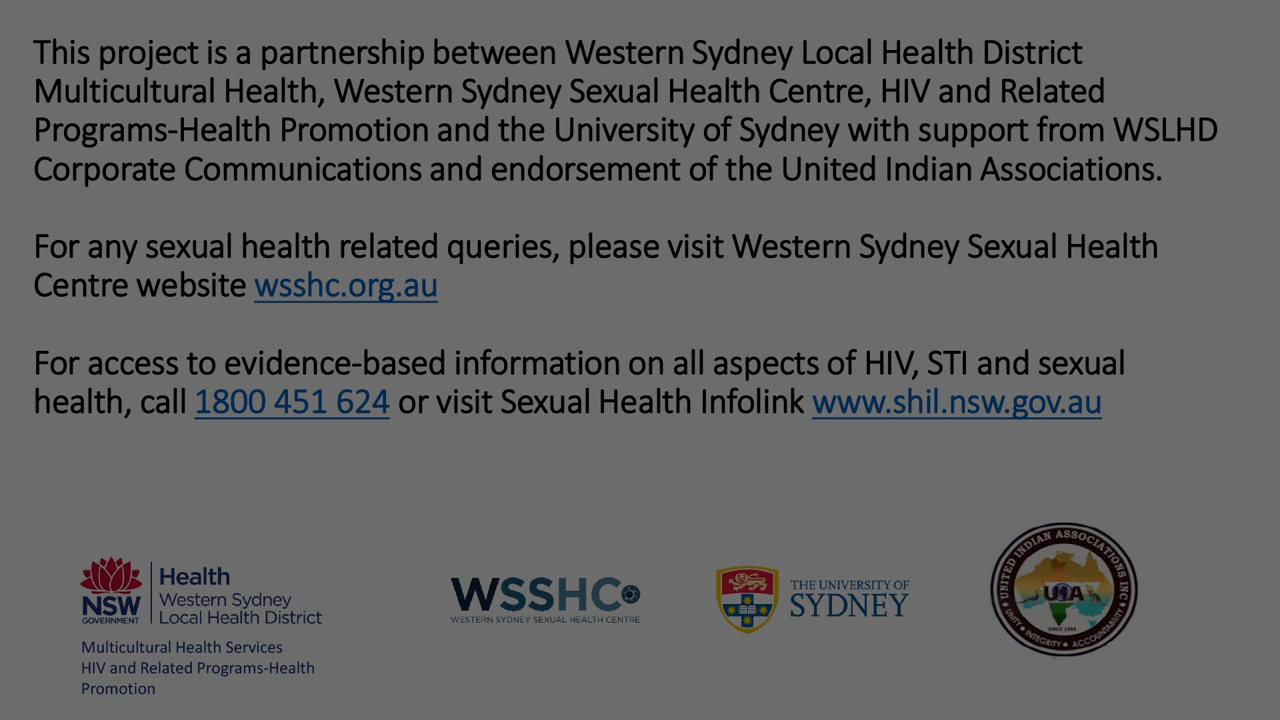 This project is a partnership between Western Sydney Local Health District
Multicultural Health, Western Sydney Sexual Health Centre, HIV and Related
Programs-Health Promotion and the University of Sydney with support from WSLHD
Corporate Communications and endorsement of the United Indian Associations.
For any sexual health related queries, please visit Western Sydney Sexual Health
Centre website wsshc.org.au
For access to evidence-based information on all aspects of HIV, STI and sexual
health, call 1800 451 624 or visit Sexual Health Infolink www.shil.nsw.gov.au
NSW
GOVERNMENT
Health
Western Sydney
Local Health District
Multicultural Health Services
HIV and Related Programs-Health
Promotion
WSSHC
WESTERN SYDNEY SEXUAL HEALTH CENTRE
THE UNIVERSITY OF
SYDNEY
UNITED INDIAN ASSOCIATIONS INC
UIA
SINCE 1994
UNITY • INTEGRITY • ACCOUNTABILITY